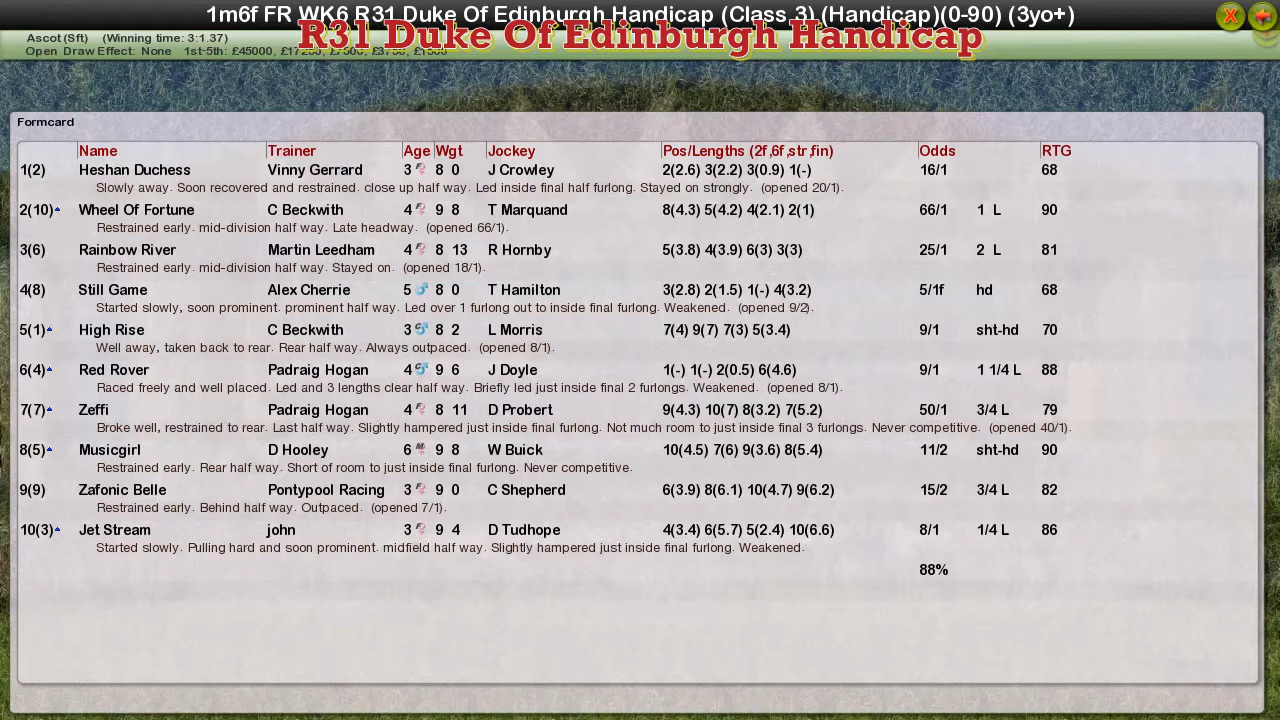 1m6f FR WK6 R31 Duke Of Edinburgh Handicap (Class 3) (Handicap)(0-90) (3yo+)
R31 Duke Of Edinburgh Handicap
Ascot(Sft) (Winning time: 3:1.37)
Open Draw Effect: None 1st-5th: £45000,
Formcard
Name Trainer Age Wgt Jockey Pos/Lengths (2f,6f,str,fin) Odds RTG
1(2) Heshan Duchess Vinny Gerrard 3 8 0 J Crowley 2(2.6) 3(2.2) 3(0.9) 1(-) 16/1 68
Slowly away. Soon recovered and restrained. close up half way. Led inside final half furlong. Stayed on strongly. (opened 20/1).
2(10) Wheel Of Fortune C Beckwith 4 9 8 T Marquand 8(4.3) 5(4.2) 4(2.1) 2(1) 66/1 1 L 90
Restrained early. mid-division half way. Late headway. (opened 66/1).
3(6) Rainbow River Martin Leedham 4 8 13 R Hornby 5(3.8) 4(3.9) 6(3) 3(3) 25/1 2 L 81
Restrained early. mid-division half way. Stayed on. (opened 18/1).
4(8) Still Game Alex Cherrie 5 8 0 T Hamilton 3(2.8) 2(1.5) 1(-) 4(3.2) 5/1f hd 68
Started slowly, soon prominent. prominent half way. Led over 1 furlong out to inside final furlong. Weakened. (opened 9/2).
5(1) High Rise C Beckwith 3 8 2 L Morris 7(4) 9(7) 7(3) 5(3.4) 9/1 sht-hd 70
Well away, taken back to rear. Rear half way. Always outpaced. (opened 8/1).
6(4) Red Rover Padraig Hogan 4 9 6 J Doyle 1(-) 1(-) 2(0.5) 6(4.6) 9/1 1 1/4 L 88
Raced freely and well placed. Led and 3 lengths clear half way. Briefly led just inside final 2 furlongs. Weakened. (opened 8/1).
7(7) Zeffi Padraig Hogan 4 8 11 D Probert 9(4.3) 10(7) 8(3.2) 7(5.2) 50/1 3/4 L 79
Broke well, restrained to rear. Last half way. Slightly hampered just inside final furlong. Not much room to just inside final 3 furlongs. Never competitive. (opened 40/1).
8(5) Musicgirl D Hooley 6 9 8 W Buick 10(4.5) 7(6) 9(3.6) 8(5.4) 11/2 sht-hd 90
Restrained early. Rear half way. Short of room to just inside final furlong. Never competitive.
9(9) Zafonic Belle Pontypool Racing 3 9 0 C Shepherd 6(3.9) 8(6.1) 10(4.7) 9(6.2) 15/2 3/4 L 82
Restrained early. Behind half way. Outpaced. (opened 7/1).
10(3) Jet Stream john 3 9 4 D Tudhope 4(3.4) 6(5.7) 5(2.4) 10(6.6) 8/1 1/4 L 86
Started slowly. Pulling hard and soon prominent. midfield half way. Slightly hampered just inside final furlong. Weakened.
88%